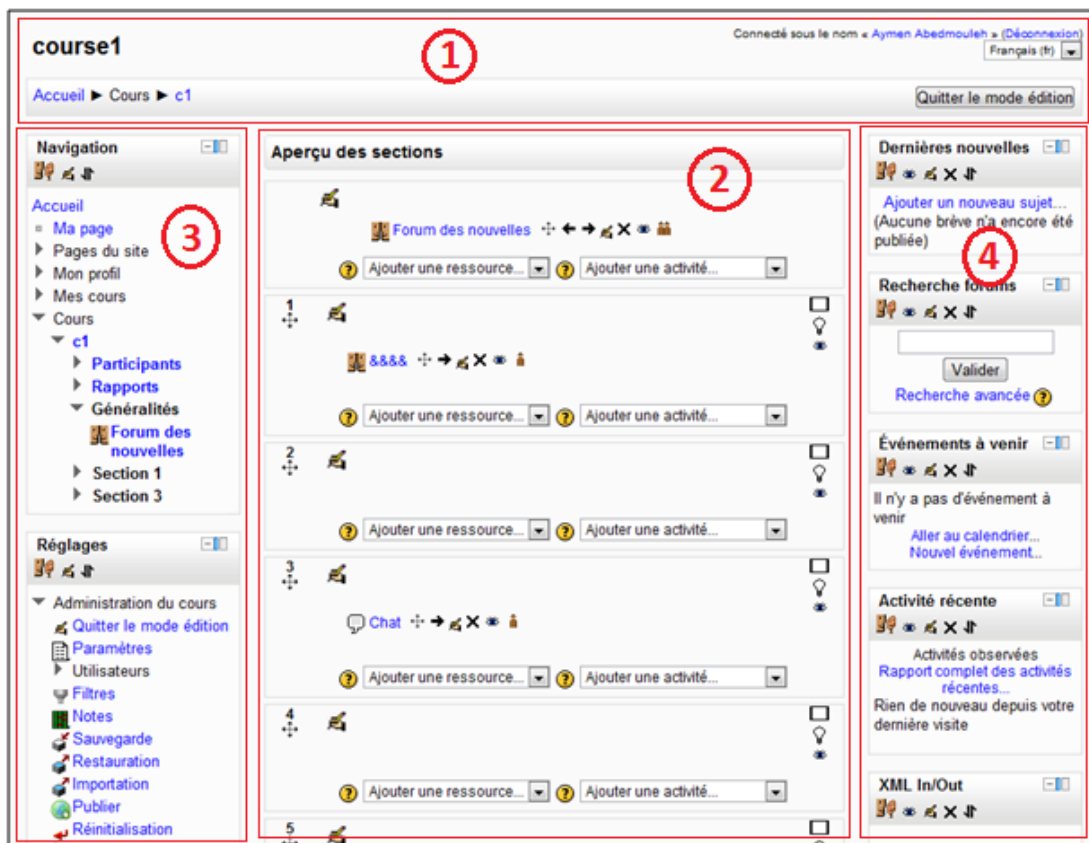 course1
Connecté sous le nom « Aymen Abedmouleh » (Déconnexion)
Français (fr)
1
Accueil ► Cours ► c1
Quitter le mode édition
Navigation
Accueil
Ma page
Pages du site
Mon profil
Mes cours
Cours
c1
Participants
Rapports
Généralités
Forum des
nouvelles
Section 1
Section 3
3
Réglages
Administration du cours
Quitter le mode édition
Paramètres
Utilisateurs
Filtres
Notes
Sauvegarde
Restauration
Importation
Publier
Réinitialisation
Aperçu des sections
2
Forum des nouvelles
Ajouter une ressource... Ajouter une activité...
1
&&&&
Ajouter une ressource... Ajouter une activité...
2
Ajouter une ressource... Ajouter une activité...
3
Chat
Ajouter une ressource... Ajouter une activité...
4
Ajouter une ressource... Ajouter une activité...
5
Dernières nouvelles
Ajouter un nouveau sujet...
(Aucune brève n'a encore été
publiée)
4
Recherche forums
Valider
Recherche avancée
Événements à venir
Il n'y a pas d'événement à
venir
Aller au calendrier...
Nouvel événement...
Activité récente
Activités observées
Rapport complet des activités
récentes...
Rien de nouveau depuis votre
dernière visite
XML In/Out